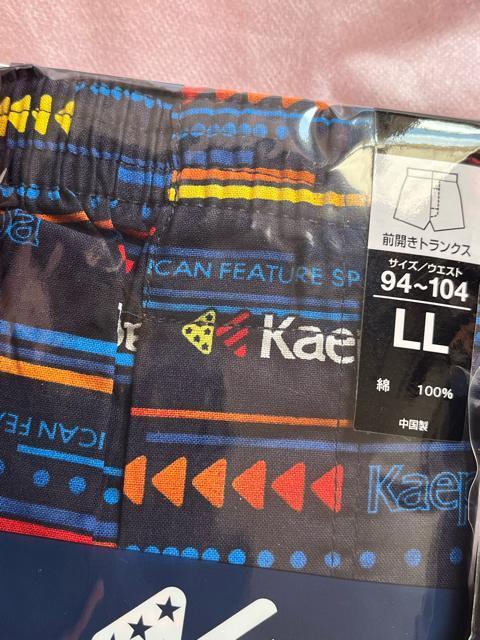 前開きトランクス
サイズ/ウエスト
94~104
LL
綿 100%
中国製
ICAN FEATURE SP
Kae
ICAN FEA
Kaep